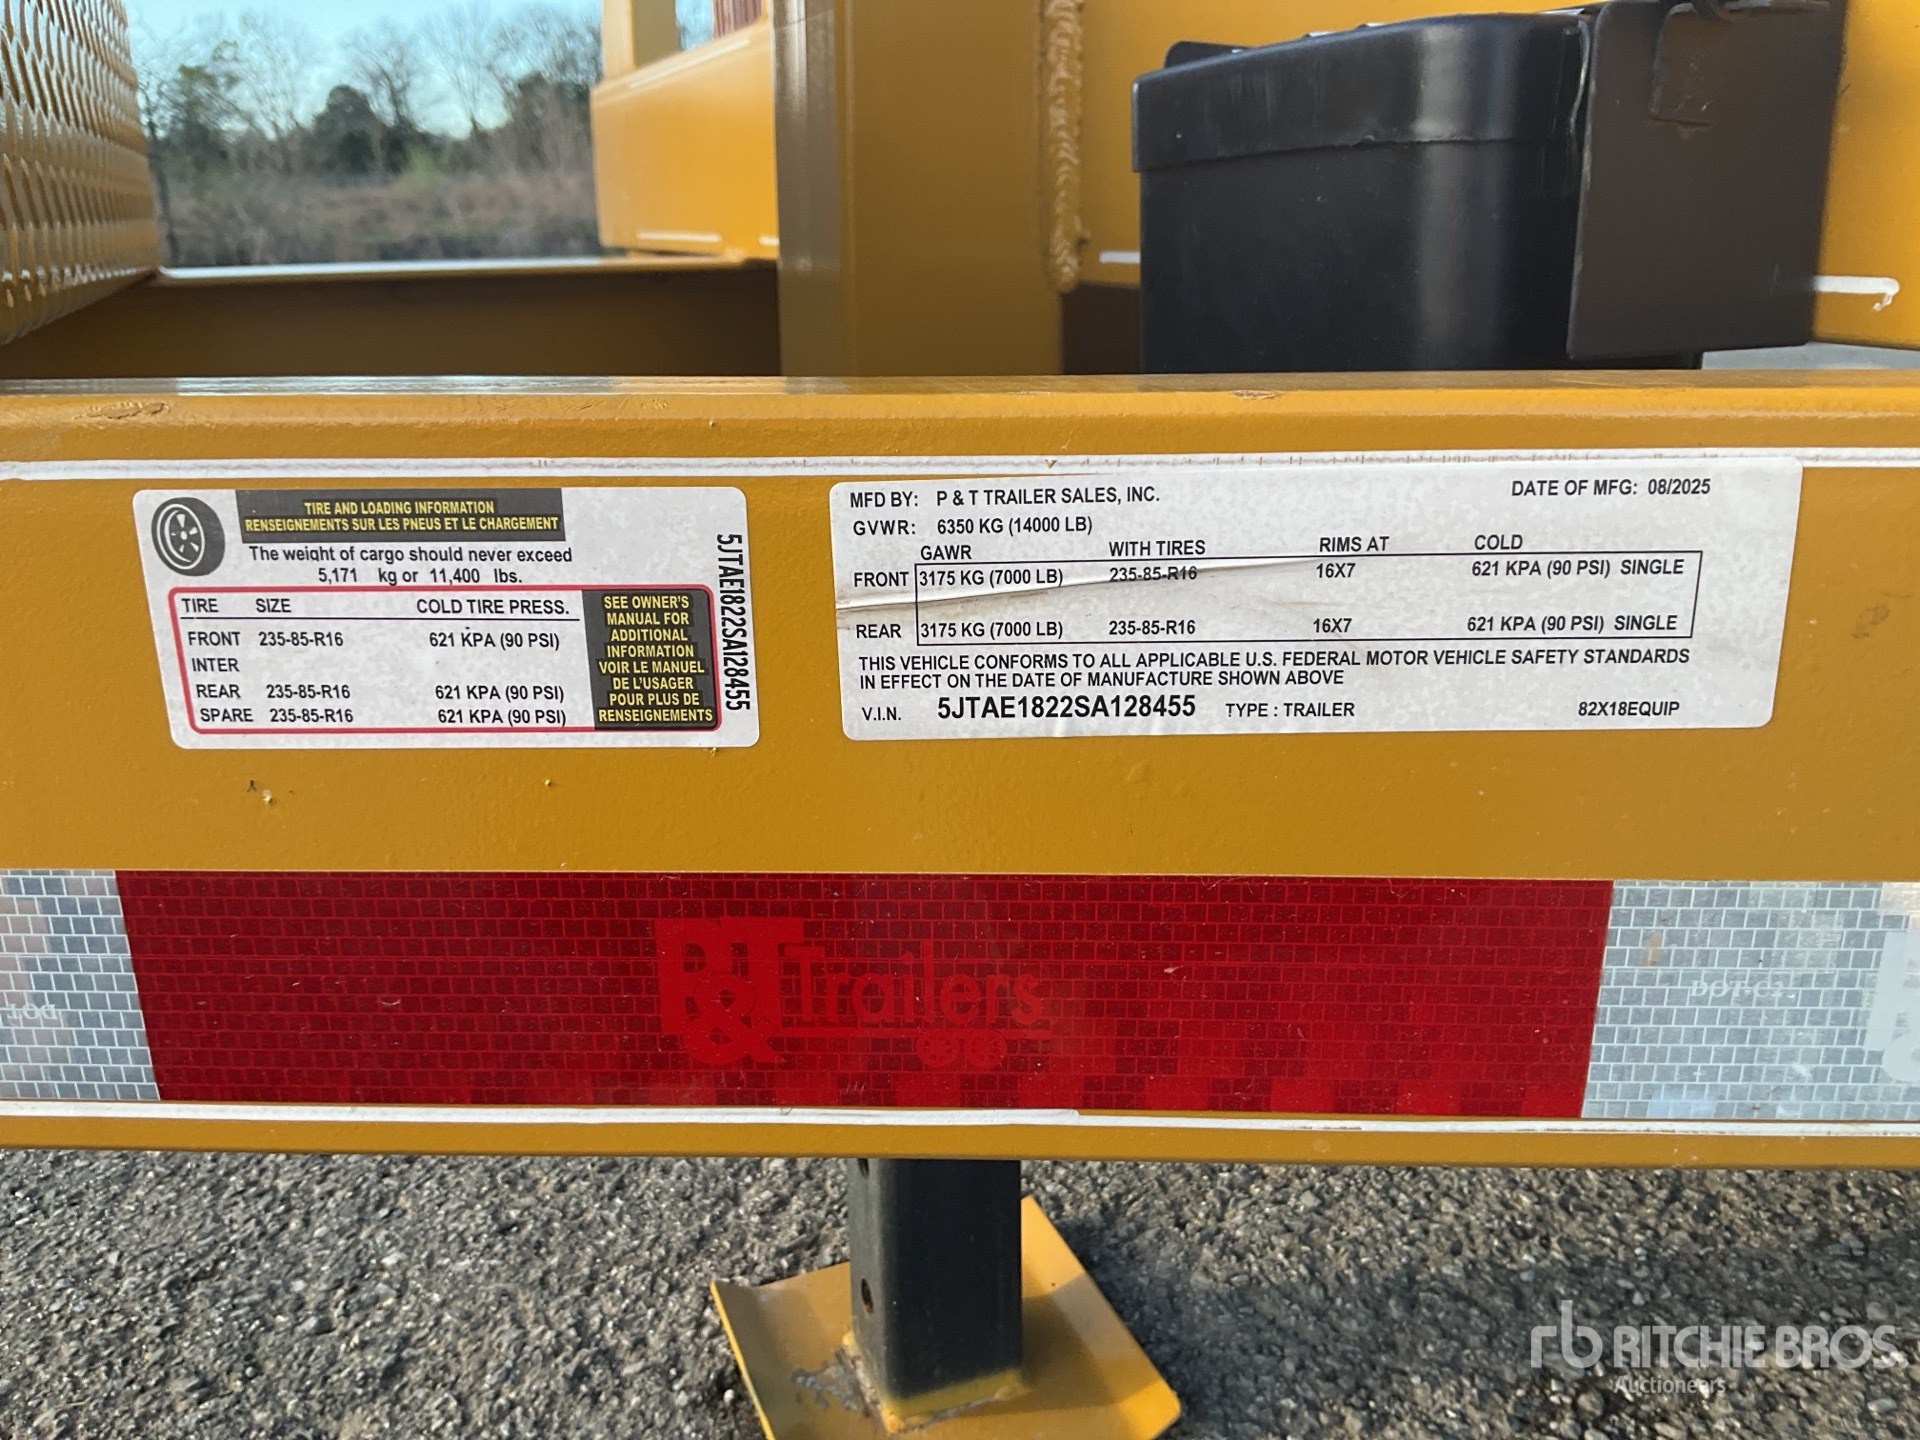 TIRE AND LOADING INFORMATION
RENSEIGNEMENTS SUR LES PNEUS ET LE CHARGEMENT
The weight of cargo should never exceed
5,171 kg or 11,400 lbs.
TIRE SIZE COLD TIRE PRESS.
FRONT 235-85-R16 621 KPA (90 PSI)
INTER
REAR 235-85-R16 621 KPA (90 PSI)
SPARE 235-85-R16 621 KPA (90 PSI)
SEE OWNER'S
MANUAL FOR
ADDITIONAL
INFORMATION
VOIR LE MANUEL
DE L'USAGER
POUR PLUS DE
RENSEIGNEMENTS
5JTAE1822SA128455
MFD BY: P & T TRAILER SALES, INC. DATE OF MFG: 08/2025
GVWR: 6350 KG (14000 LB)
GAWR WITH TIRES RIMS AT COLD
FRONT 3175 KG (7000 LB) 235-85-R16 16X7 621 KPA (90 PSI) SINGLE
REAR 3175 KG (7000 LB) 235-85-R16 16X7 621 KPA (90 PSI) SINGLE
THIS VEHICLE CONFORMS TO ALL APPLICABLE U.S. FEDERAL MOTOR VEHICLE SAFETY STANDARDS
IN EFFECT ON THE DATE OF MANUFACTURE SHOWN ABOVE
V.I.N. 5JTAE1822SA128455 TYPE : TRAILER 82X18EQUIP
P&T Trailers
DOT
DOT-C2
rb RITCHIE BROS.
Auctioneers